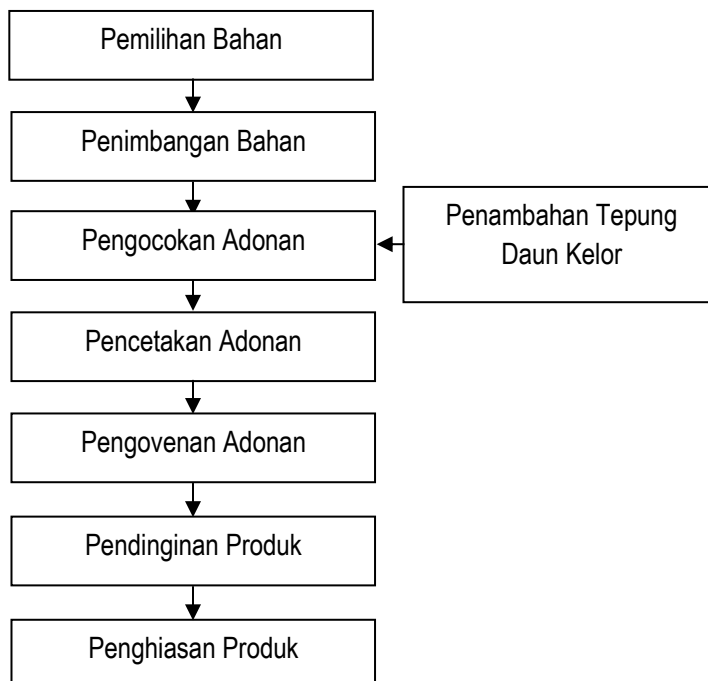 Pemilihan Bahan
Penimbangan Bahan
Pengocokan Adonan
Penambahan Tepung
Daun Kelor
Pencetakan Adonan
Pengovenan Adonan
Pendinginan Produk
Penghiasan Produk